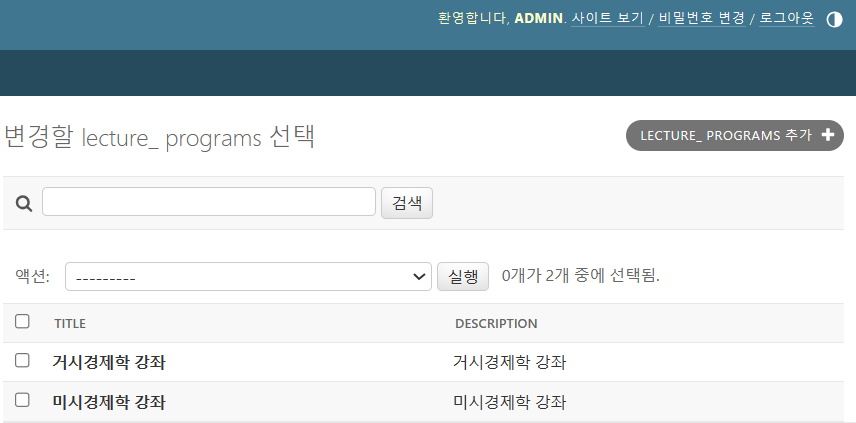 환영합니다, ADMIN. 사이트 보기 / 비밀번호 변경 / 로그아웃
변경할 lecture_ programs 선택
LECTURE_ PROGRAMS 추가
검색
액션: --------- 실행 0개가 2개 중에 선택됨.
TITLE DESCRIPTION
거시경제학 강좌 거시경제학 강좌
미시경제학 강좌 미시경제학 강좌